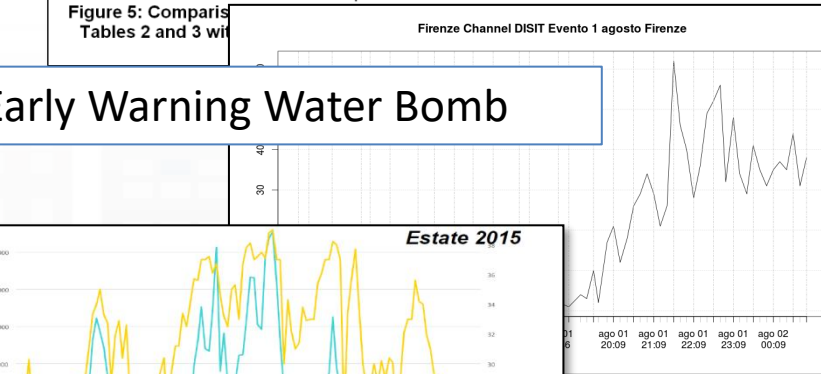 Figure 5: Comparis
Tables 2 and 3 wit
Firenze Channel DISIT Evento 1 agosto Firenze
Early Warning Water Bomb
40
30
Estate 2015
36
34
32
30
ago 01 ago 01 ago 01 ago 01 ago 02
20:09 21:09 22:09 23:09 00:09